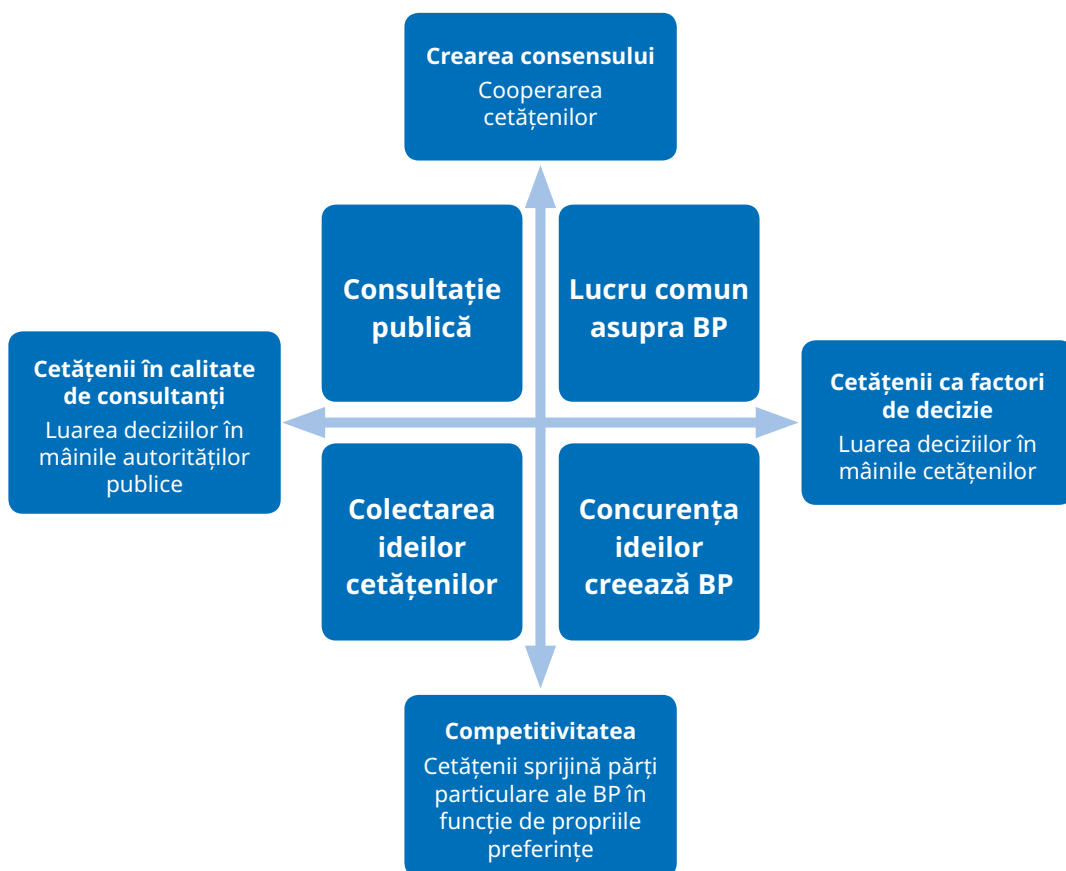 Crearea consensului
Cooperarea
cetățenilor
Consultație
publică
Lucru comun
asupra BP
Cetățenii în calitate
de consultanți
Luarea deciziilor în
mâinile autorităților
publice
Cetățenii ca factori
de decizie
Luarea deciziilor în
mâinile cetățenilor
Colectarea
ideilor
cetățenilor
Concurența
ideilor
creează BP
Competitivitatea
Cetățenii sprijină părți
particulare ale BP în
funcție de propriile
preferințe